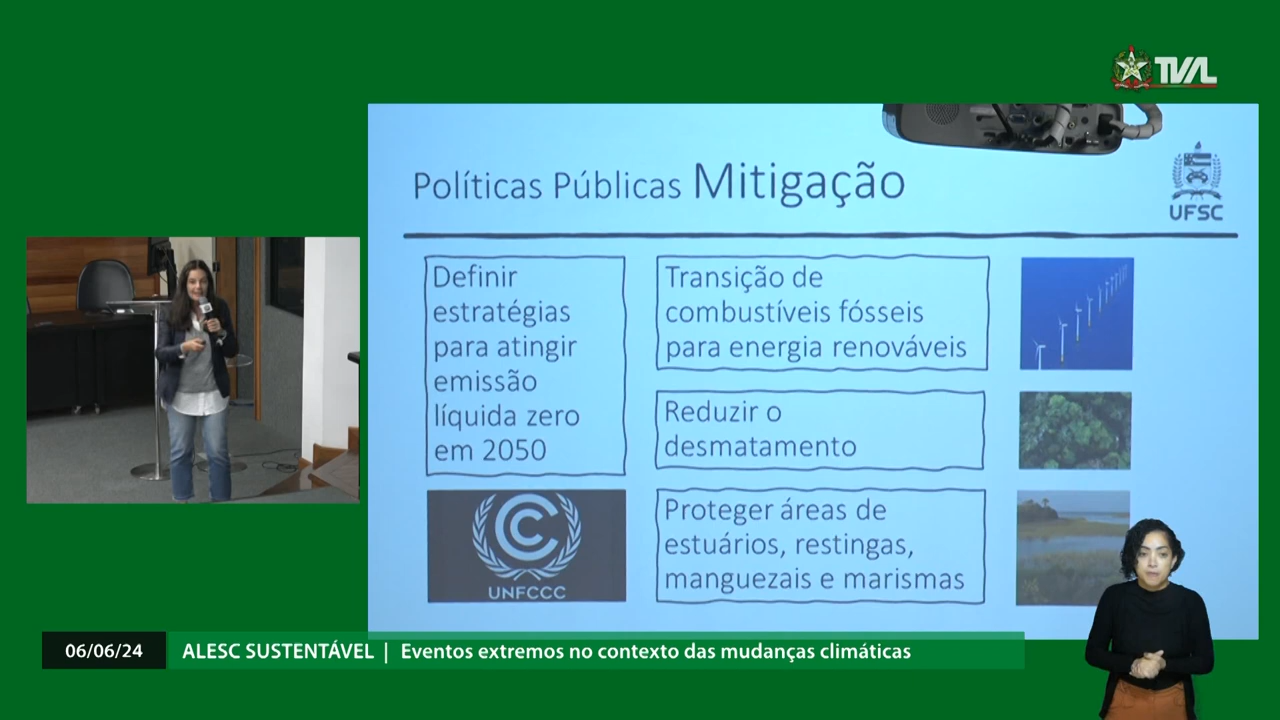 TVAL
Políticas Públicas Mitigação
UFSC
Definir
estratégias
para atingir
emissão
líquida zero
em 2050
UNFCCC
Transição de
combustíveis fósseis
para energia renováveis
Reduzir o
desmatamento
Proteger áreas de
estuários, restingas,
manguezais e marismas
06/06/24
ALESC SUSTENTÁVEL | Eventos extremos no contexto das mudanças climáticas